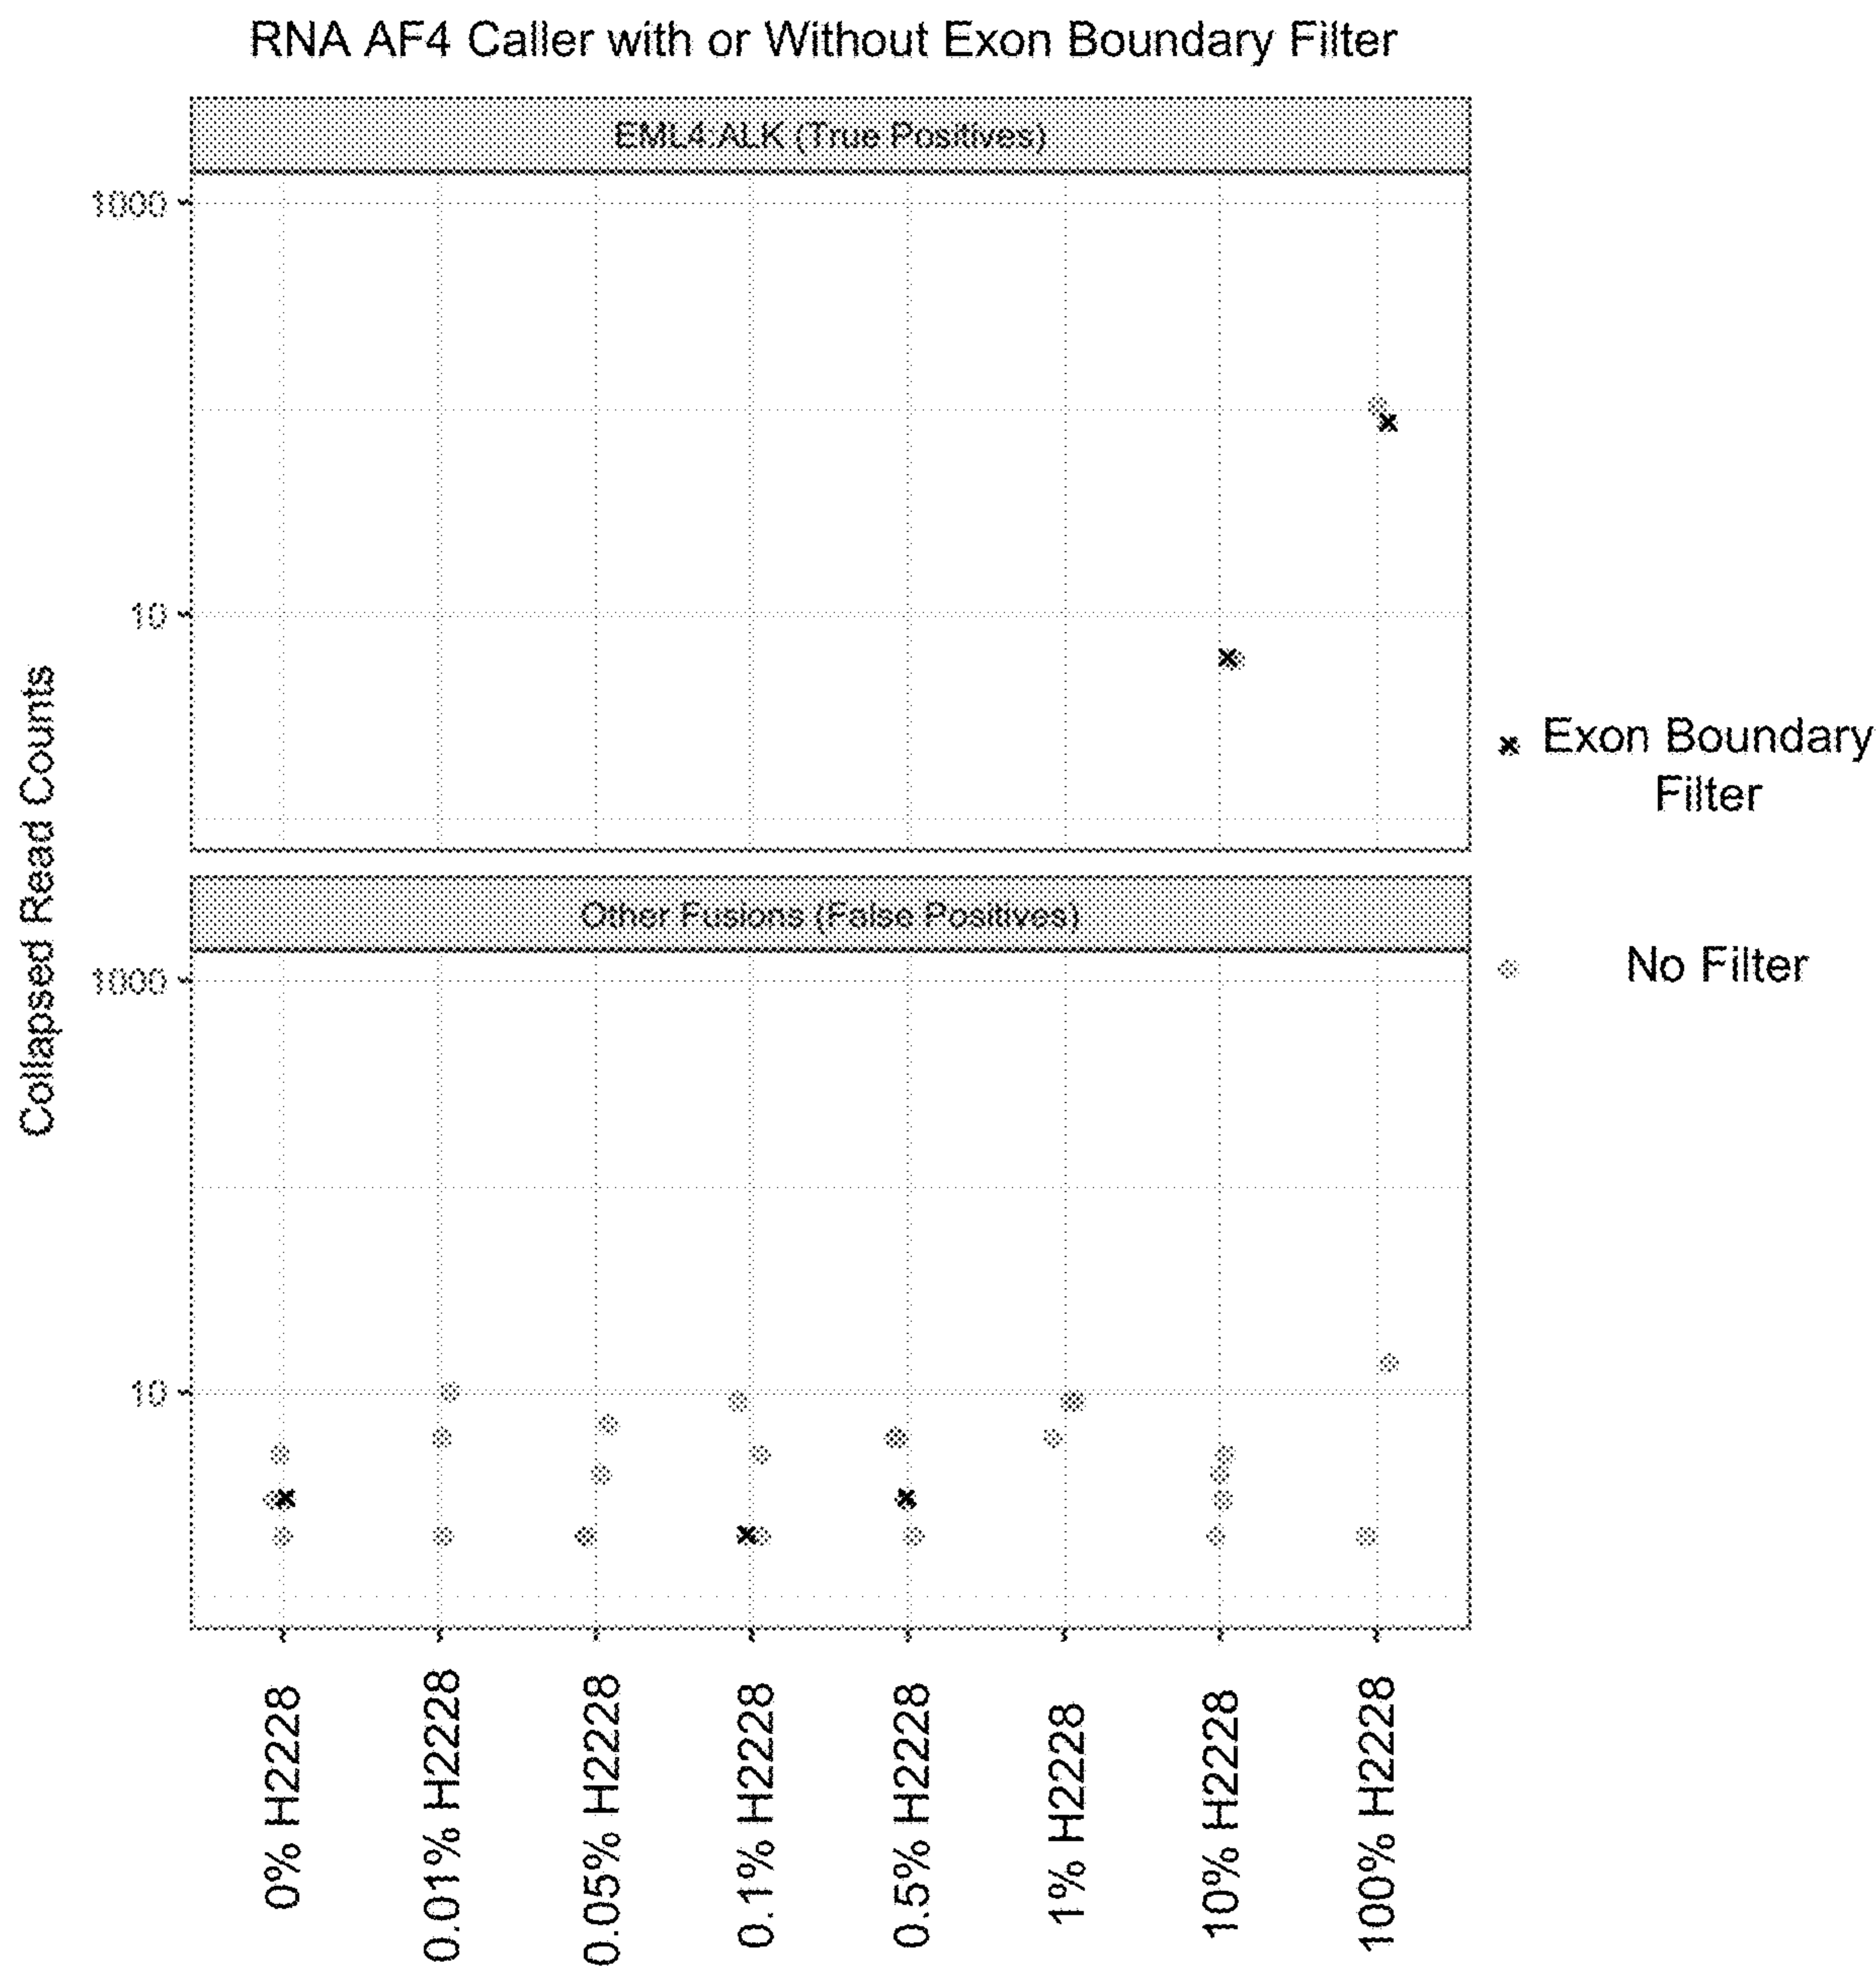 RNA AF4 Caller with or Without Exon Boundary Filter
EML4:ALK (True Positives)
1000
10
Collapsed Read Counts
Exon Boundary
Filter
Other Fusions (False Positives)
1000
No Filter
10
0% H2228
0.01% H2228
0.05% H2228
0.1% H2228
0.5% H2228
1% H2228
10% H2228
100% H2228